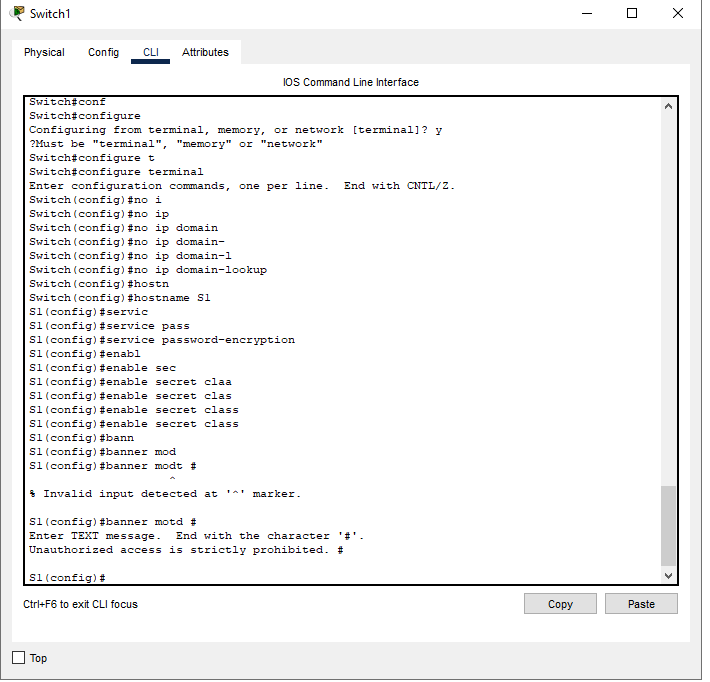 Switch1
Physical Config CLI Attributes
IOS Command Line Interface
Switch#conf
Switch#configure
Configuring from terminal, memory, or network [terminal]? y
?Must be "terminal", "memory" or "network"
Switch#configure t
Switch#configure terminal
Enter configuration commands, one per line.  End with CNTL/Z.
Switch(config)#no i
Switch(config)#no ip
Switch(config)#no ip domain
Switch(config)#no ip domain-
Switch(config)#no ip domain-l
Switch(config)#no ip domain-lookup
Switch(config)#hostn
Switch(config)#hostname S1
S1(config)#servic
S1(config)#service pass
S1(config)#service password-encryption
S1(config)#enabl
S1(config)#enable sec
S1(config)#enable secret claa
S1(config)#enable secret clas
S1(config)#enable secret class
S1(config)#enable secret class
S1(config)#bann
S1(config)#banner mod
S1(config)#banner modt #
^
% Invalid input detected at '^' marker.
S1(config)#banner motd #
Enter TEXT message.  End with the character '#'.
Unauthorized access is strictly prohibited. #
S1(config)#
Ctrl+F6 to exit CLI focus
Copy
Paste
Top